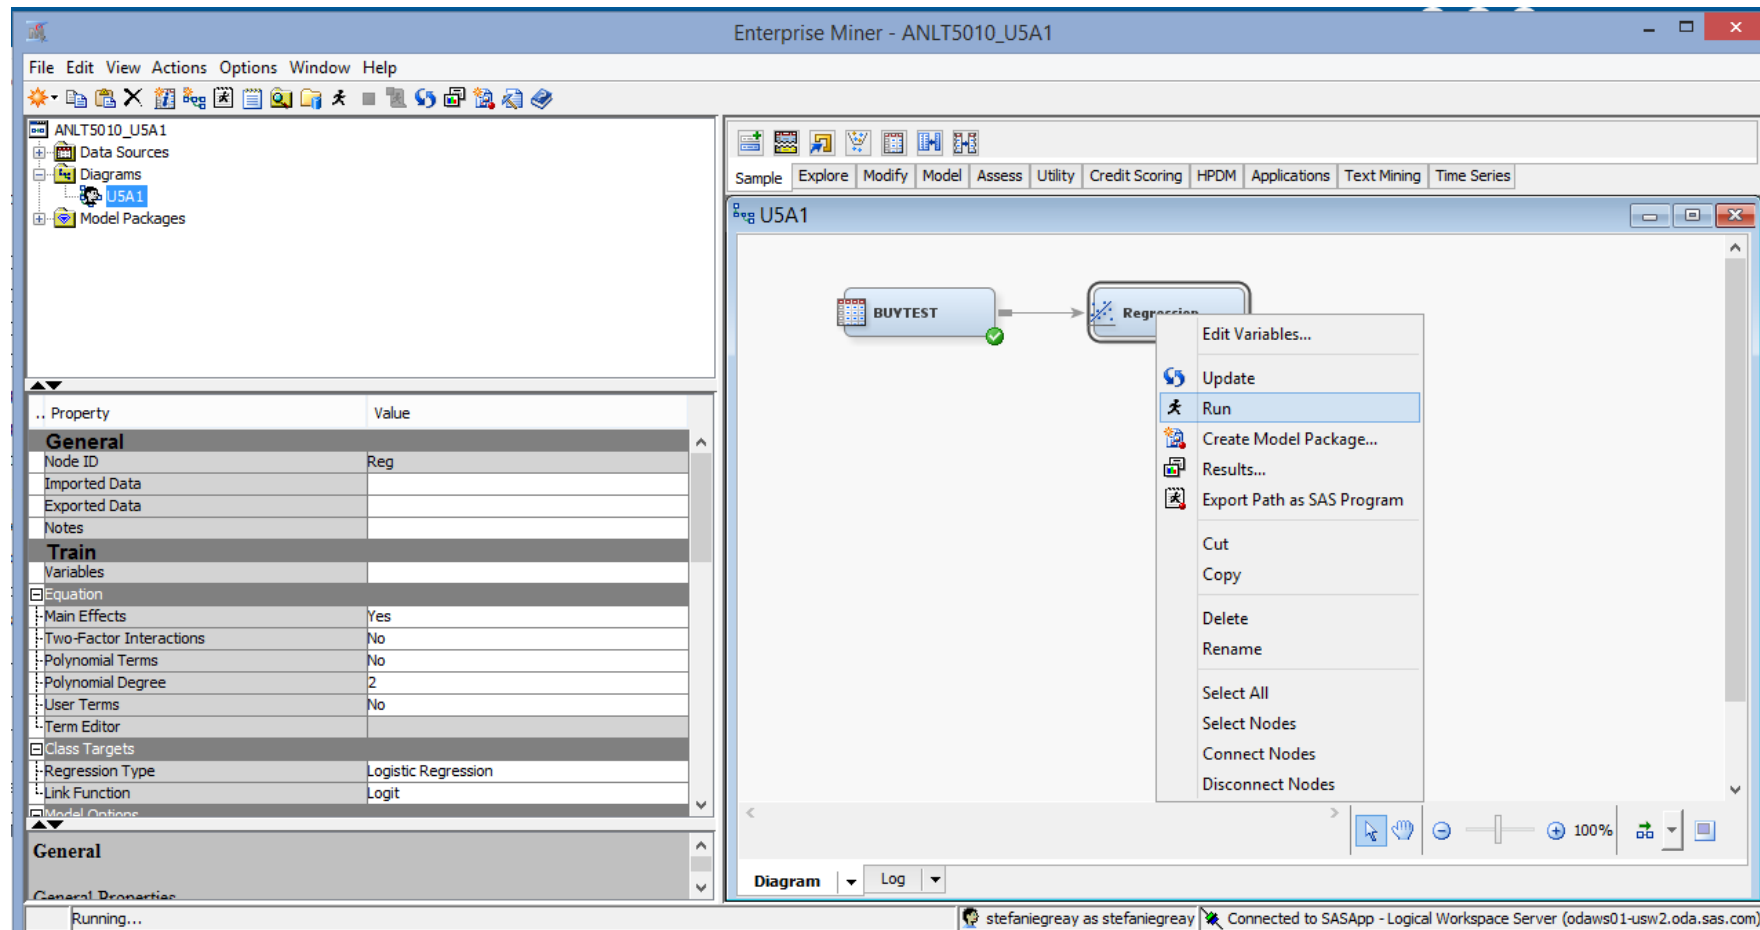 Enterprise Miner - ANLT5010_U5A1
File Edit View Actions Options Window Help
ANLT5010_U5A1
Data Sources
Diagrams
U5A1
Model Packages
Sample Explore Modify Model Assess Utility Credit Scoring HPDM Applications Text Mining Time Series
U5A1
BUYTEST
Regression
Edit Variables...
Update
Run
Create Model Package...
Results...
Export Path as SAS Program
Cut
Copy
Delete
Rename
Select All
Select Nodes
Connect Nodes
Disconnect Nodes
100%
Diagram Log
.. Property Value
General
Node ID Reg
Imported Data
Exported Data
Notes
Train
Variables
Equation
Main Effects Yes
Two-Factor Interactions No
Polynomial Terms No
Polynomial Degree 2
User Terms No
Term Editor
Class Targets
Regression Type Logistic Regression
Link Function Logit
Model Options
General
General Properties
Running...
stefaniegreay as stefaniegreay Connected to SASApp - Logical Workspace Server (odaws01-usw2.oda.sas.com)